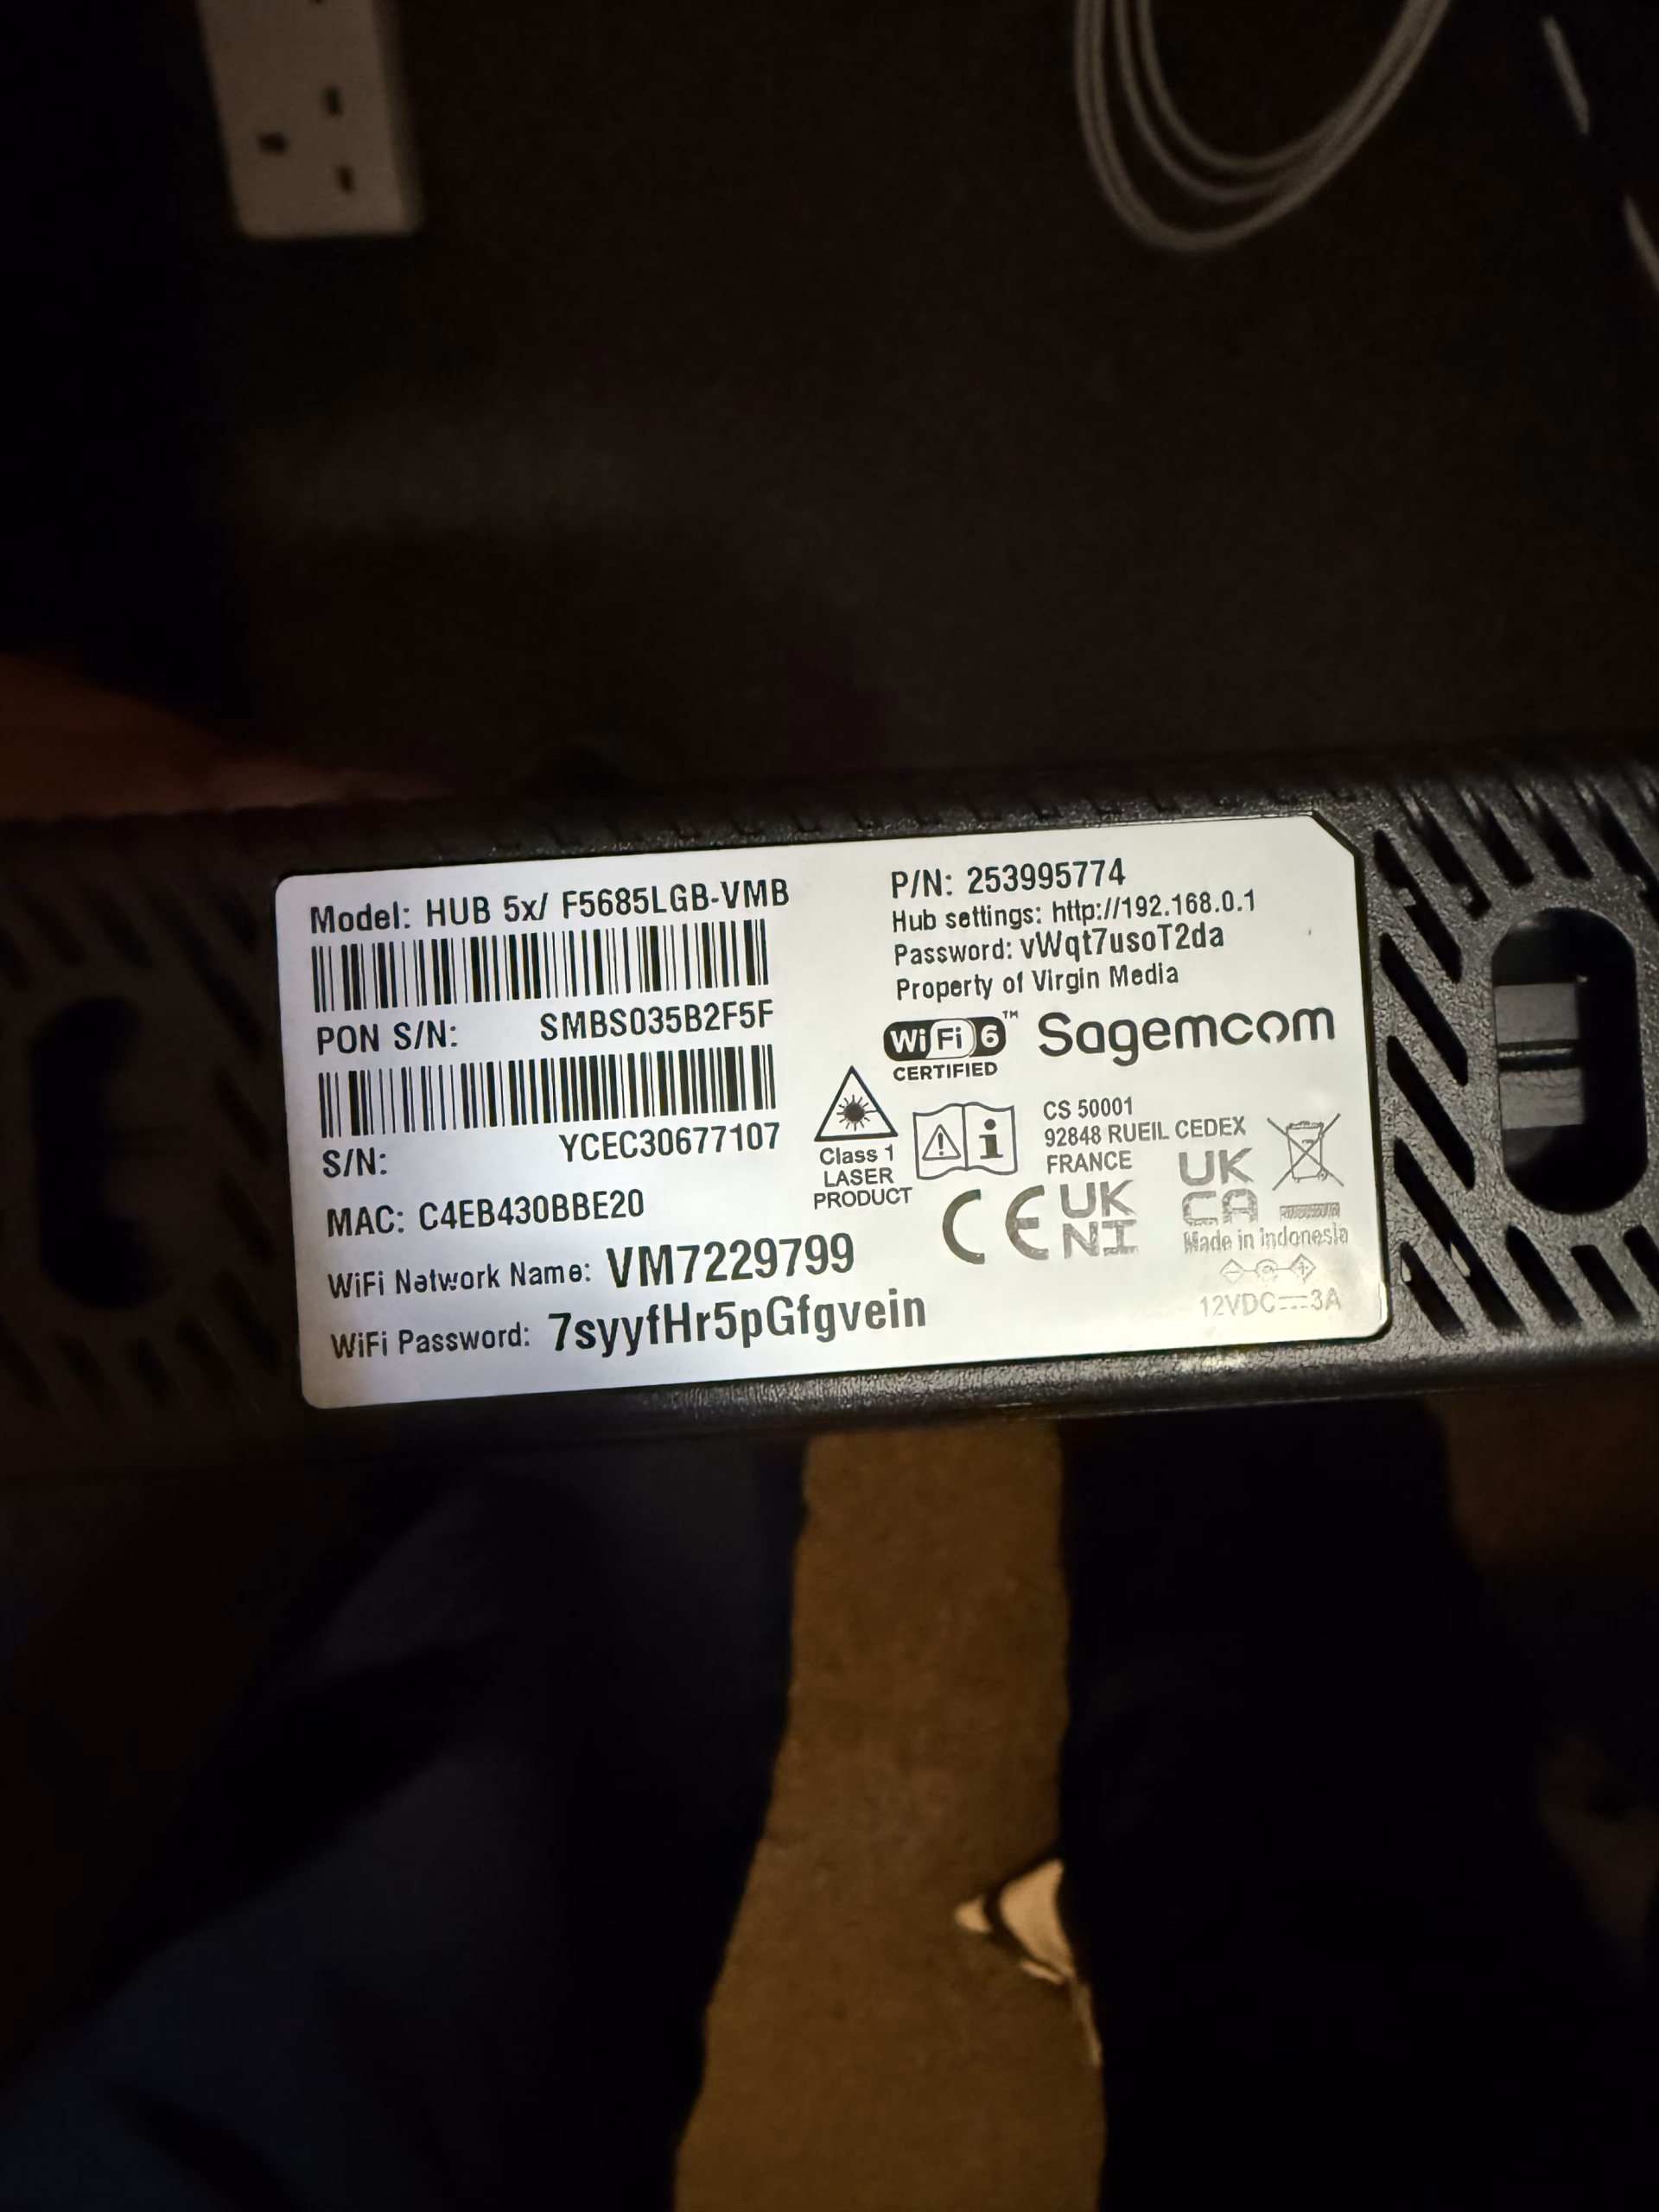 Model: HUB 5x/ F5685LGB-VMB
PON S/N: SMBS035B2F5F
S/N: YCEC30677107
MAC: C4EB430BBE20
WiFi Network Name: VM7229799
WiFi Password: 7syyfHr5pGfgvein
P/N: 253995774
Hub settings: http://192.168.0.1
Password: vWqt7usoT2da
Property of Virgin Media
WiFi 6™
CERTIFIED
Sagemcom
Class 1
LASER
PRODUCT
CS 50001
92848 RUEIL CEDEX
FRANCE
CE
UK
NI
UK
CA
Made in Indonesia
12VDC⎓3A